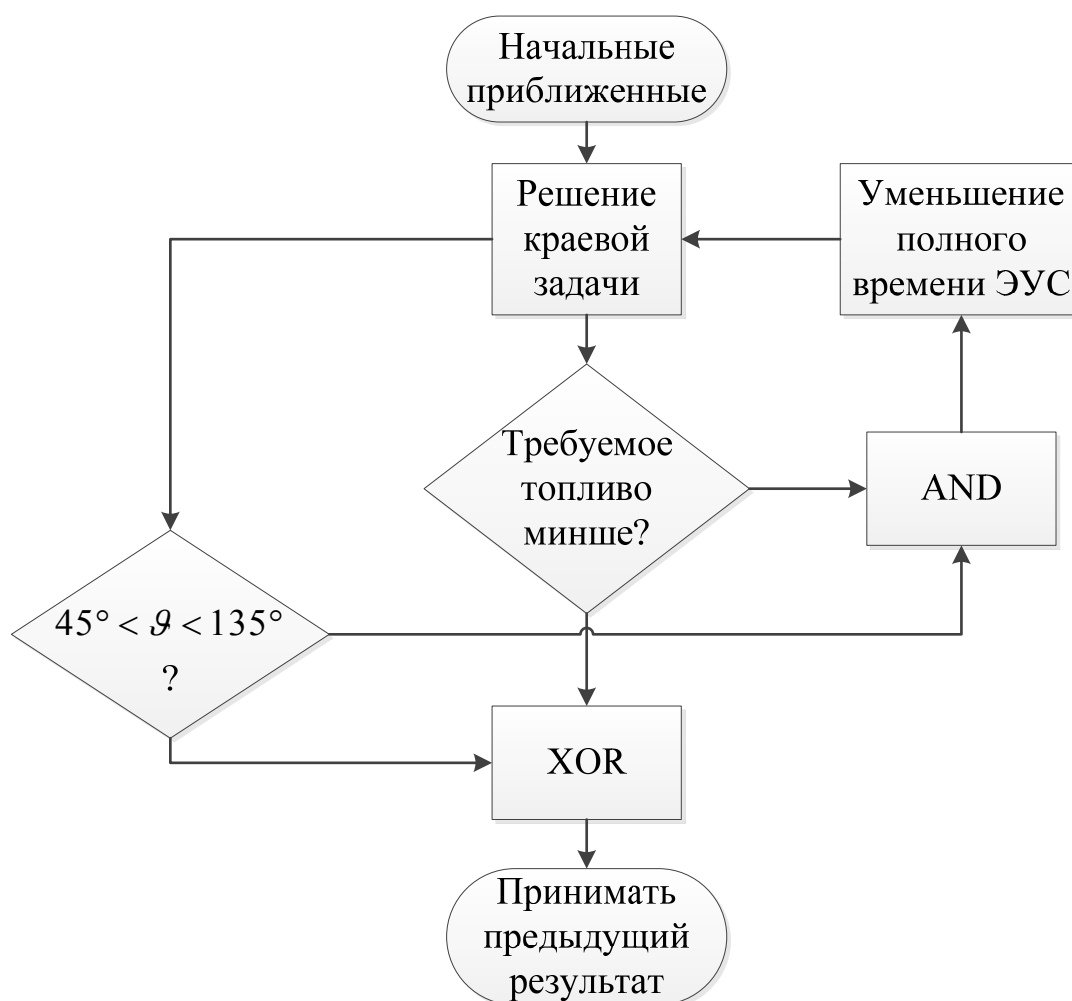 Начальные
приближенные
Решение
краевой
задачи
Уменьшение
полного
времени ЭУС
Требуемое
топливо
минше?
AND
45° < 𝜗 < 135°
?
XOR
Принимать
предыдущий
результат